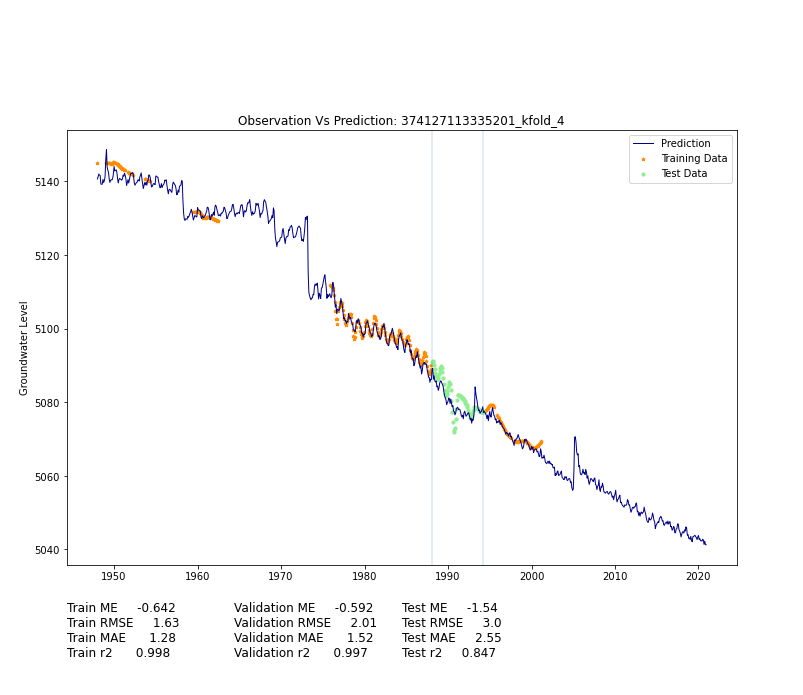 Observation Vs Prediction: 374127113335201_kfold_4
Prediction
Training Data
Test Data
Groundwater Level
5140
5120
5100
5080
5060
5040
1950 1960 1970 1980 1990 2000 2010 2020
Train ME -0.642 Validation ME -0.592 Test ME -1.54
Train RMSE 1.63 Validation RMSE 2.01 Test RMSE 3.0
Train MAE 1.28 Validation MAE 1.52 Test MAE 2.55
Train r2 0.998 Validation r2 0.997 Test r2 0.847